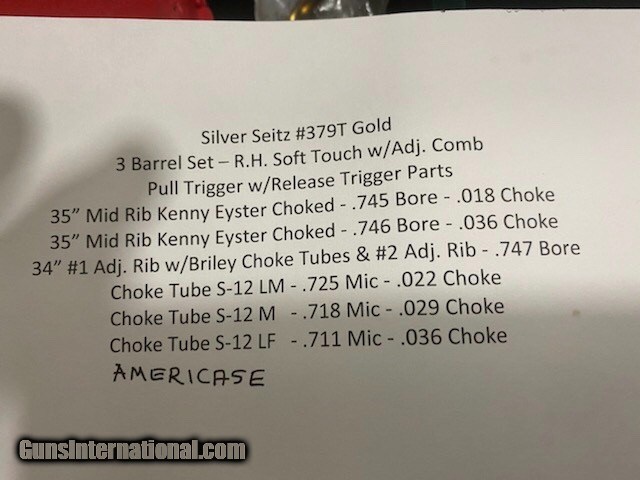 Silver Seitz #379T Gold
3 Barrel Set – R.H. Soft Touch w/Adj. Comb
Pull Trigger w/Release Trigger Parts
35” Mid Rib Kenny Eyster Choked - .745 Bore - .018 Choke
35” Mid Rib Kenny Eyster Choked - .746 Bore - .036 Choke
34” #1 Adj. Rib w/Briley Choke Tubes & #2 Adj. Rib - .747 Bore
Choke Tube S-12 LM - .725 Mic - .022 Choke
Choke Tube S-12 M - .718 Mic - .029 Choke
Choke Tube S-12 LF - .711 Mic - .036 Choke
AMERICASE
GunsInternational.com